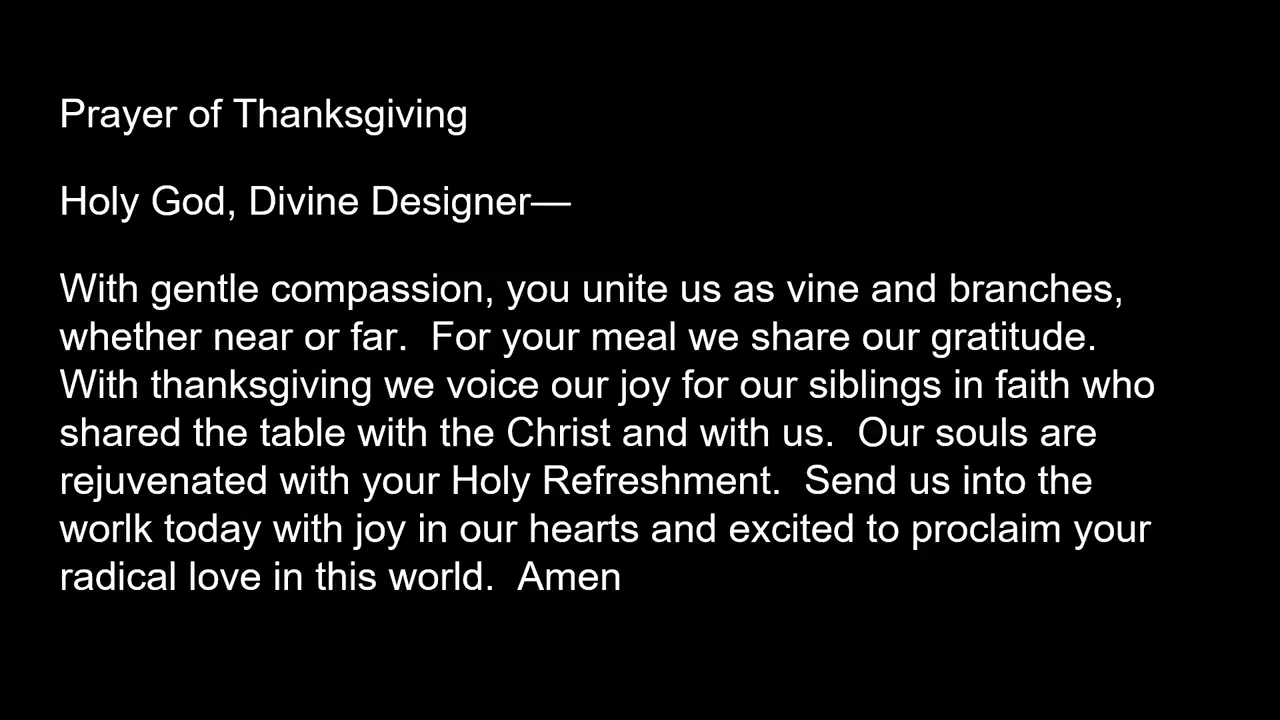 Prayer of Thanksgiving
Holy God, Divine Designer—
With gentle compassion, you unite us as vine and branches,
whether near or far.  For your meal we share our gratitude.
With thanksgiving we voice our joy for our siblings in faith who
shared the table with the Christ and with us.  Our souls are
rejuvenated with your Holy Refreshment.  Send us into the
worlk today with joy in our hearts and excited to proclaim your
radical love in this world.  Amen